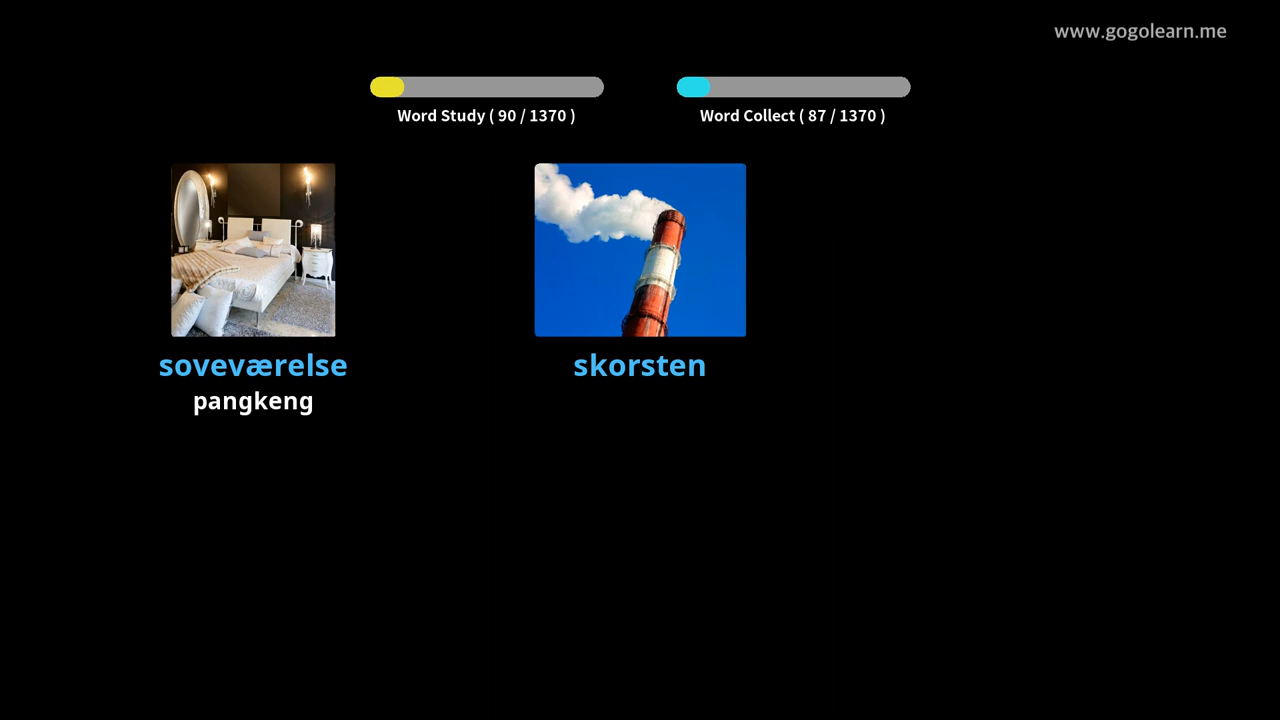 www.gogolearn.me
Word Study ( 90 / 1370 )
Word Collect ( 87 / 1370 )
soveværelse
pangkeng
skorsten